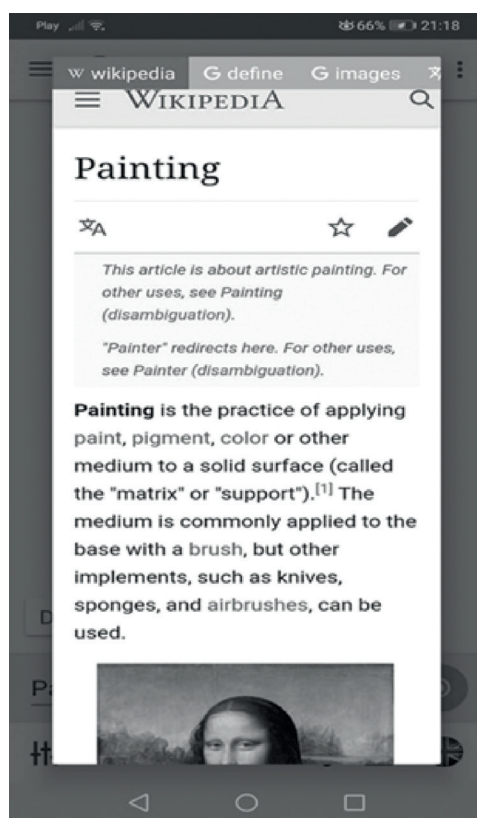 Play 66% 21:18
W wikipedia G define G images
WIKIPEDIA
Painting
文A
This article is about artistic painting. For
other uses, see Painting
(disambiguation).
"Painter" redirects here. For other uses,
see Painter (disambiguation).
Painting is the practice of applying
paint, pigment, color or other
medium to a solid surface (called
the "matrix" or "support").[1] The
medium is commonly applied to the
base with a brush, but other
implements, such as knives,
sponges, and airbrushes, can be
used.